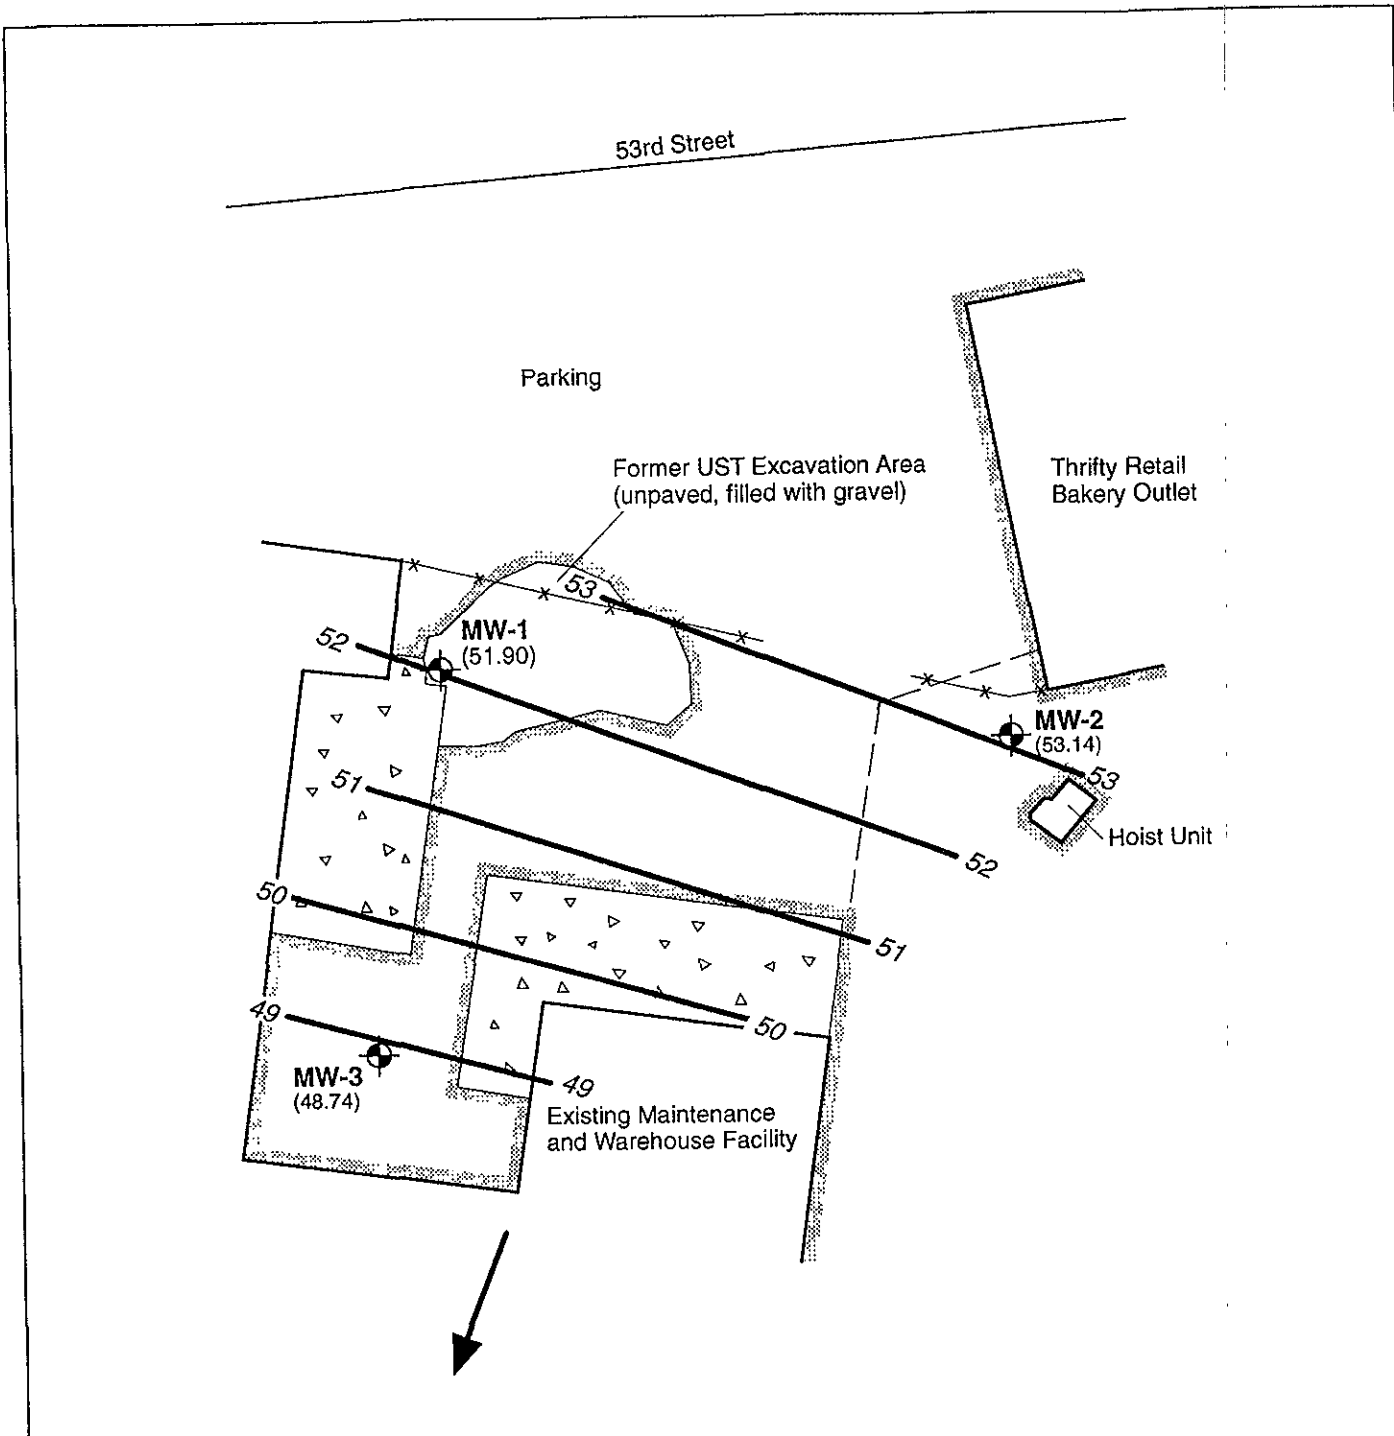 53rd Street
Parking
Former UST Excavation Area
(unpaved, filled with gravel)
Thrifty Retail
Bakery Outlet
53
52
MW-1
(51.90)
MW-2
(53.14)
53
51
Hoist Unit
52
50
51
49
50
MW-3
(48.74)
49
Existing Maintenance
and Warehouse Facility